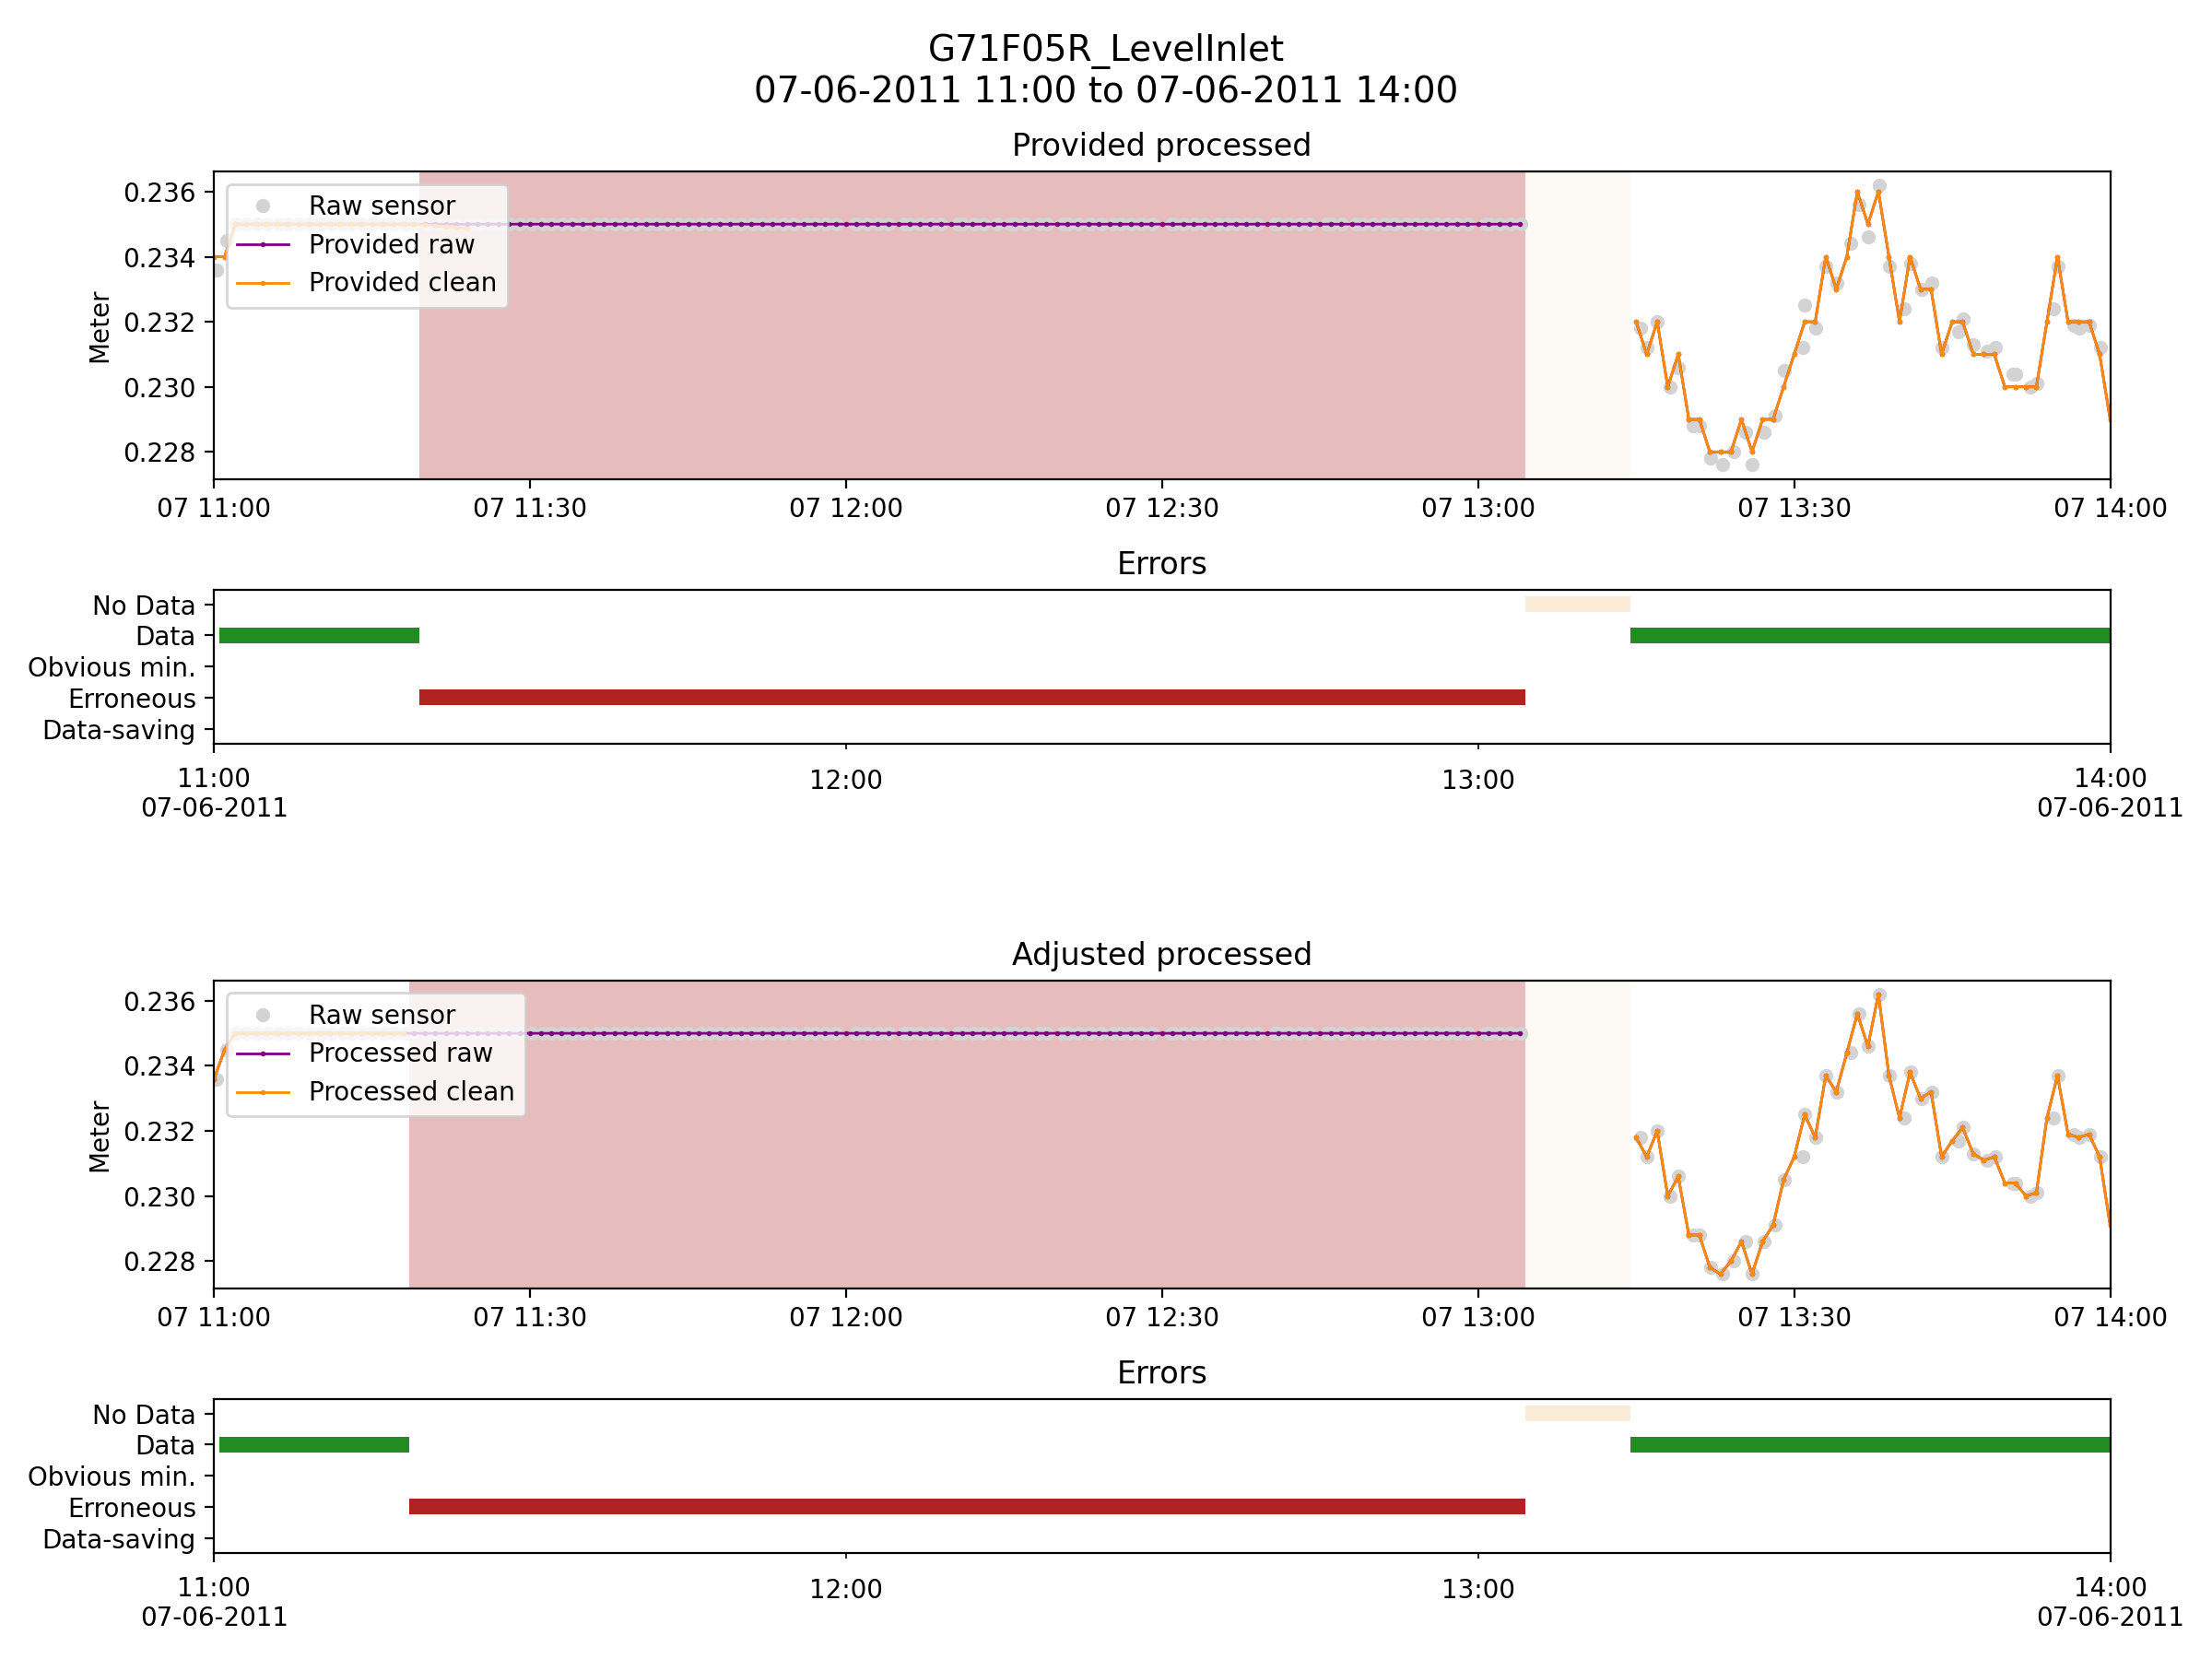 G71F05R_LevelInlet
07-06-2011 11:00 to 07-06-2011 14:00
Provided processed
Meter
0.236
0.234
0.232
0.230
0.228
Raw sensor
Provided raw
Provided clean
07 11:00 07 11:30 07 12:00 07 12:30 07 13:00 07 13:30 07 14:00
Errors
No Data
Data
Obvious min.
Erroneous
Data-saving
11:00 12:00 13:00 14:00
07-06-2011 07-06-2011
Adjusted processed
Meter
0.236
0.234
0.232
0.230
0.228
Raw sensor
Processed raw
Processed clean
07 11:00 07 11:30 07 12:00 07 12:30 07 13:00 07 13:30 07 14:00
Errors
No Data
Data
Obvious min.
Erroneous
Data-saving
11:00 12:00 13:00 14:00
07-06-2011 07-06-2011